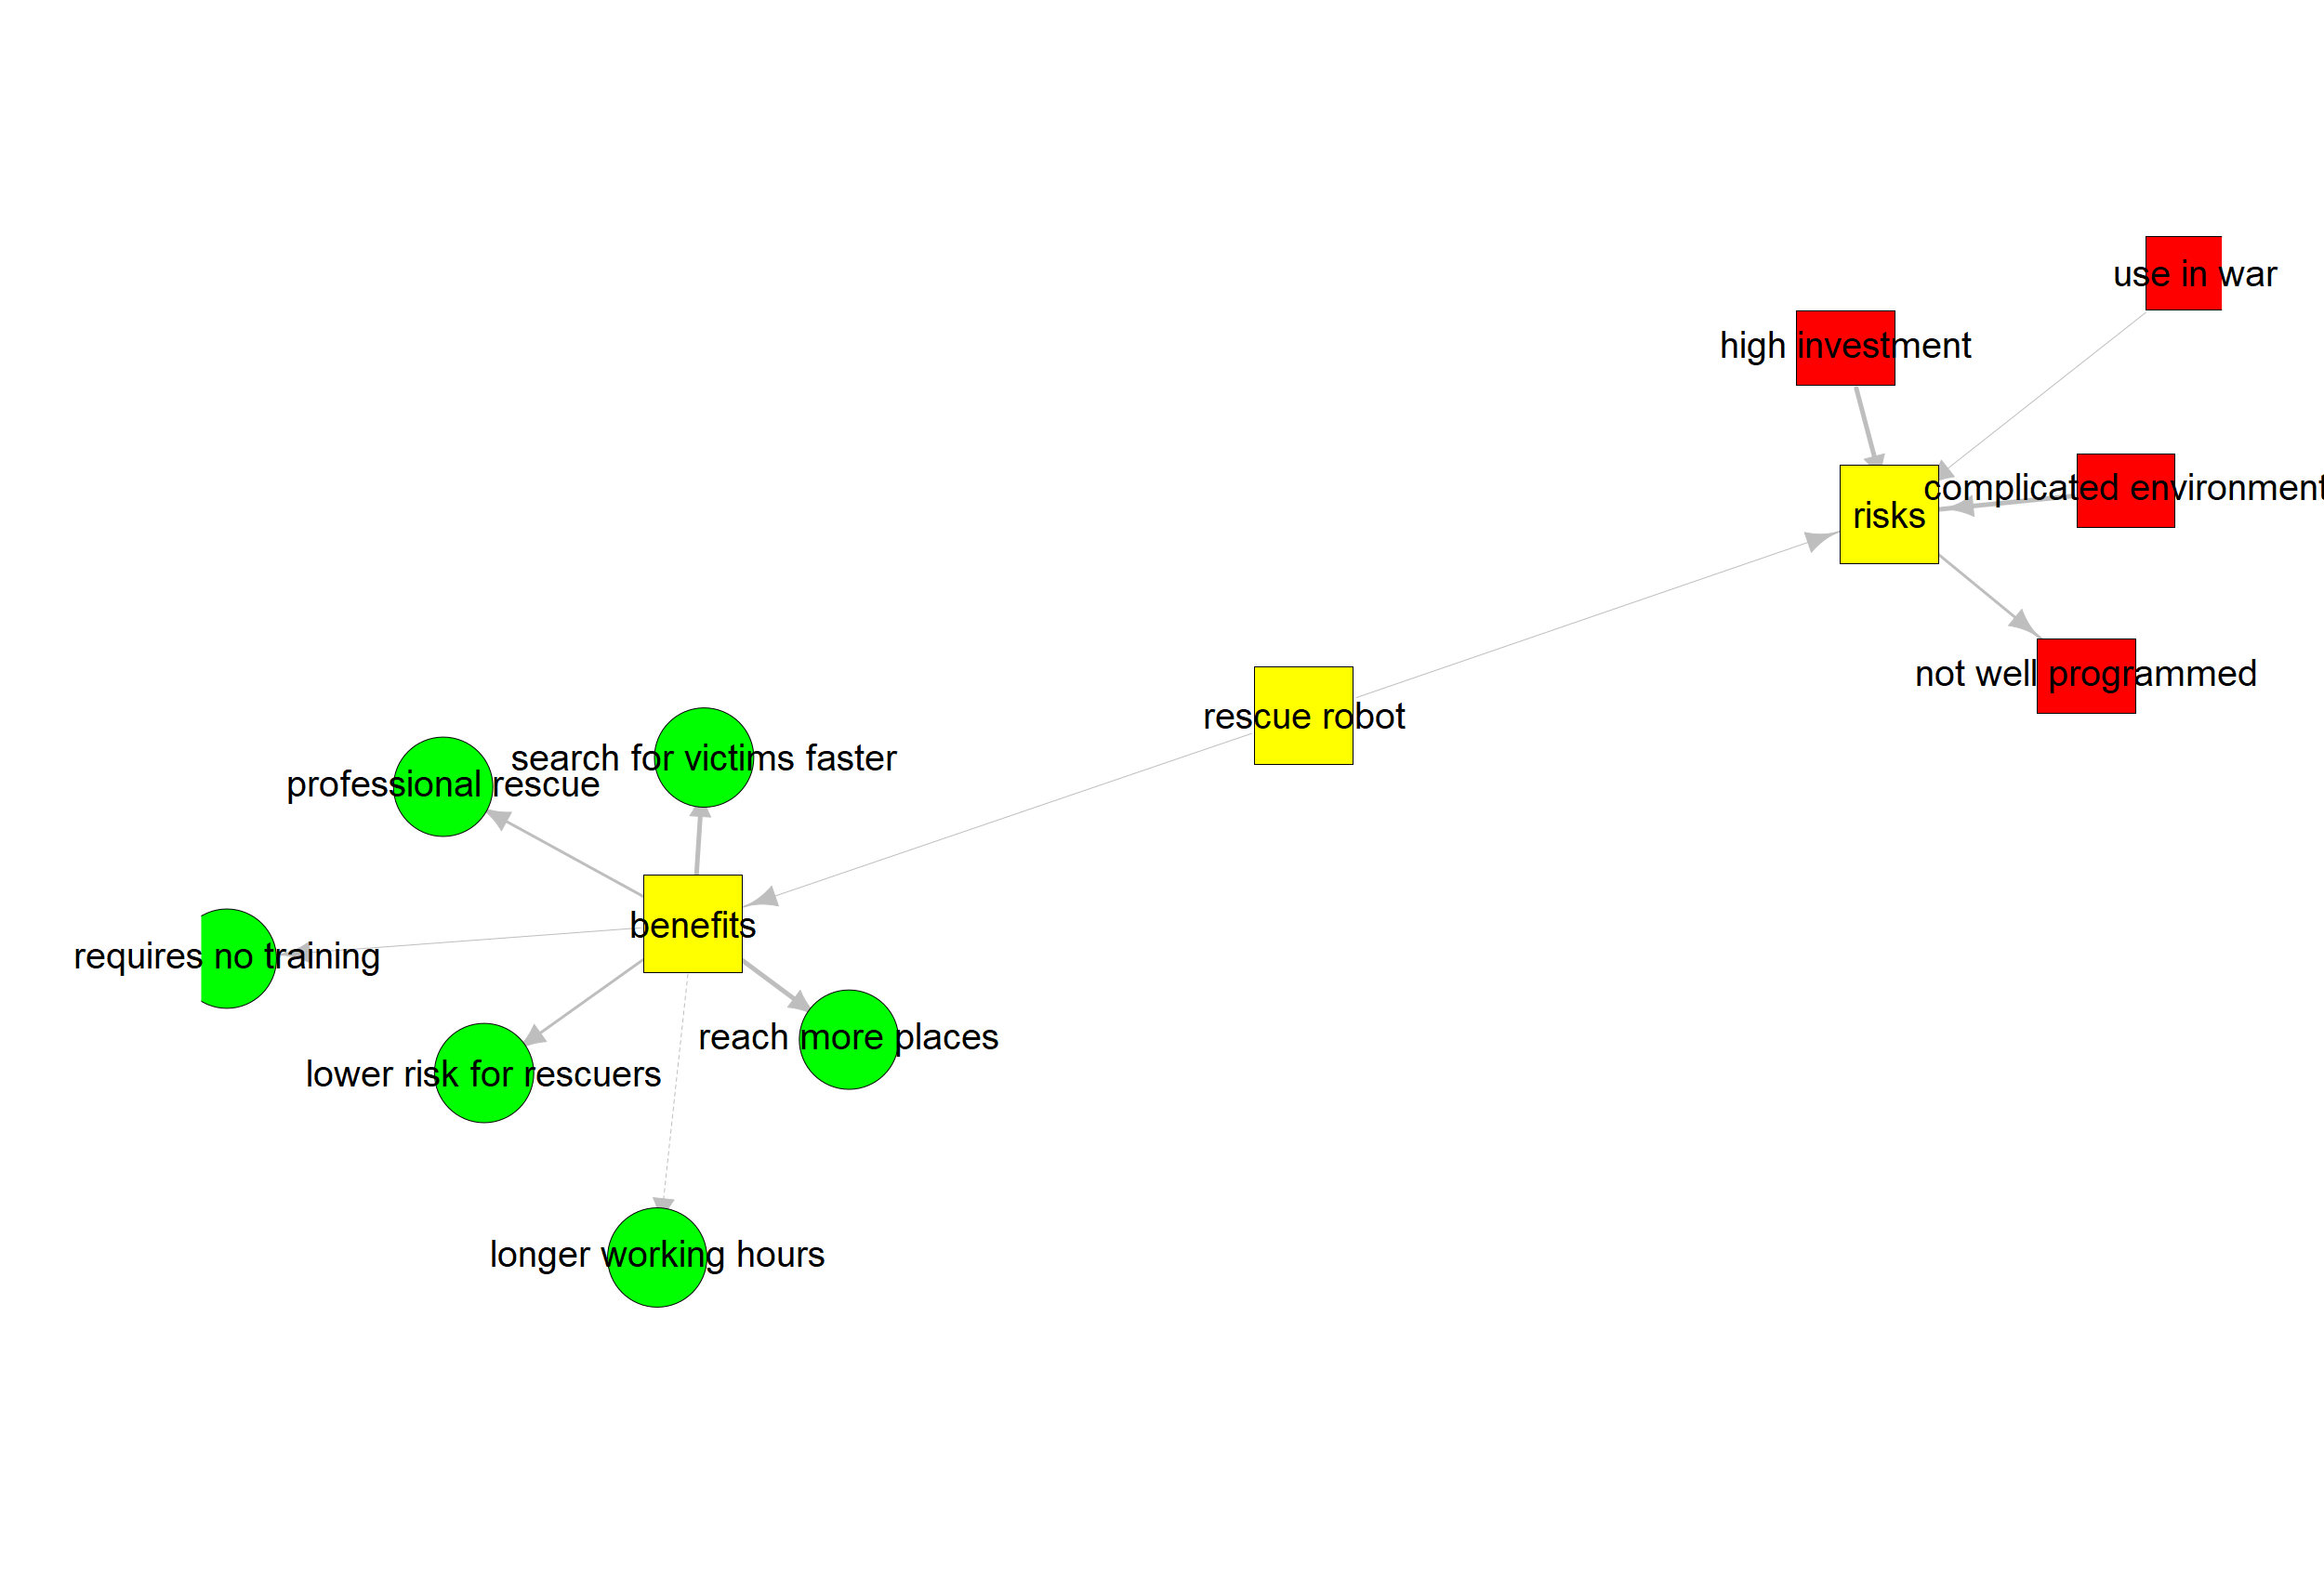 use in war
high investment
complicated environment
risks
not well programmed
rescue robot
search for victims faster
professional rescue
benefits
requires no training
reach more places
lower risk for rescuers
longer working hours